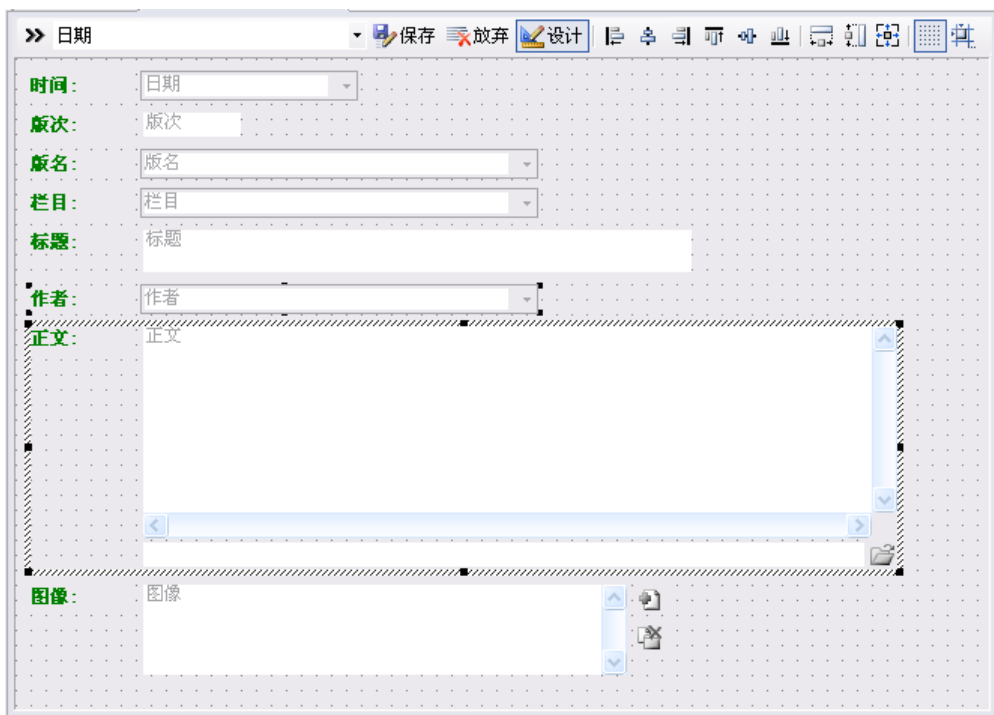 日期 保存 放弃 设计
时间: 日期
版次: 版次
版名: 版名
栏目: 栏目
标题: 标题
作者: 作者
正文: 正文
图像: 图像